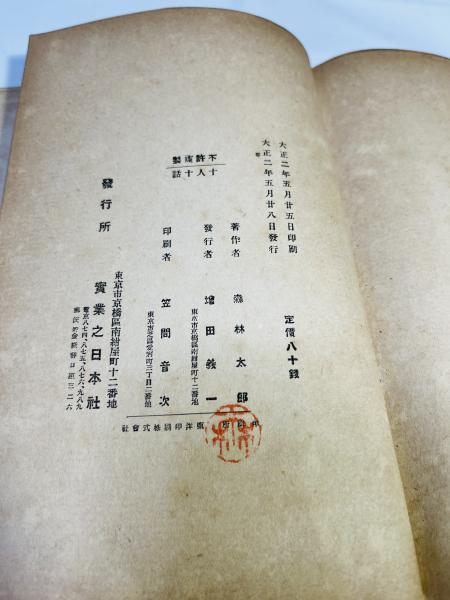 大正二年五月廿五日印刷
大正二年五月廿八日發行
定價八十錢
不許複製
十人十話
著作者 森林太郎
發行者 增田義一
東京市京橋區南紺屋町十二番地
印刷者 笠間音次
東京市芝區愛宕町三丁目二番地
印刷所 東洋印刷株式會社
發行所
東京市京橋區南紺屋町十二番地
實業之日本社